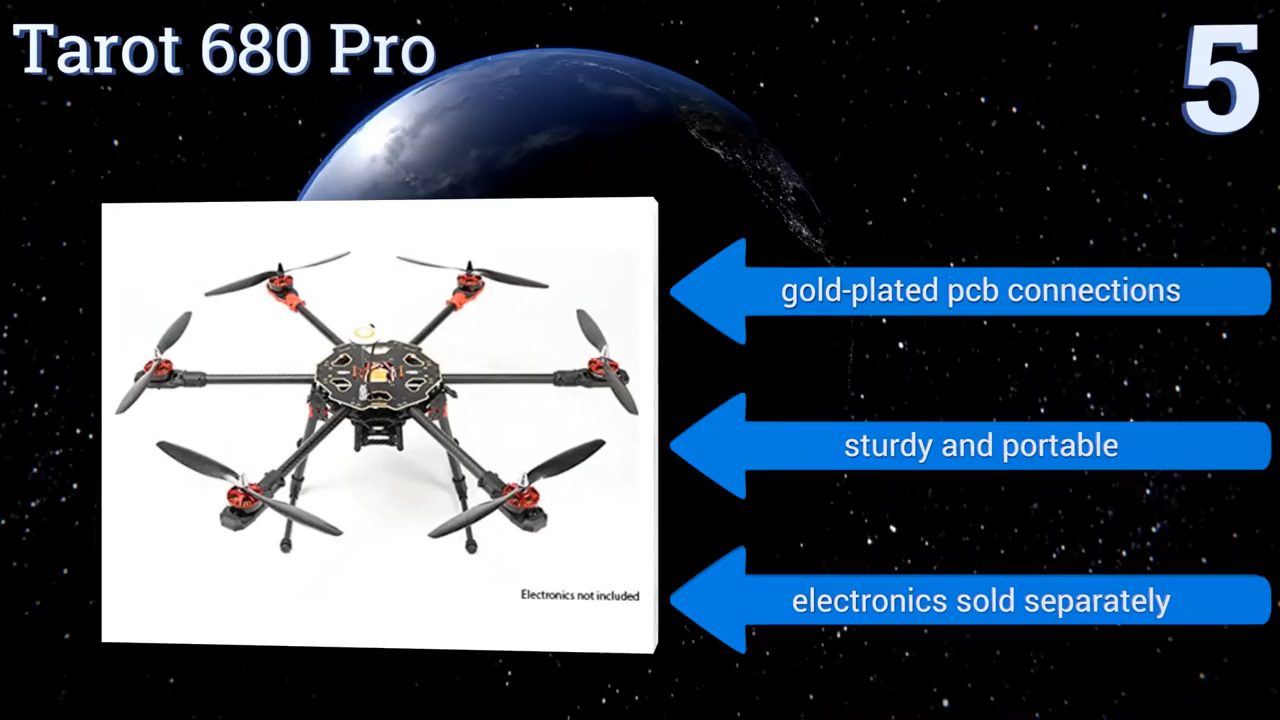 Tarot 680 Pro
5
gold-plated pcb connections
sturdy and portable
electronics sold separately
Electronics not included